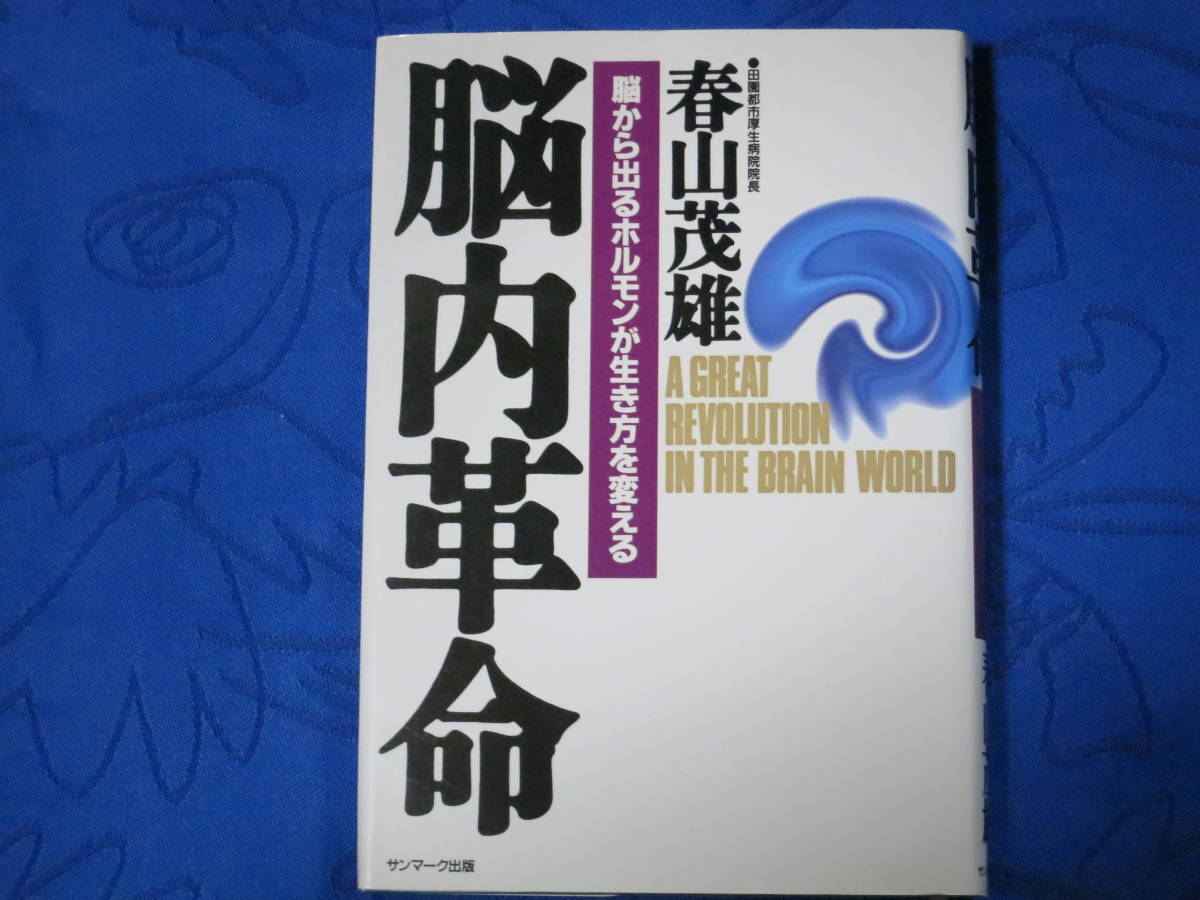 ●田園都市厚生病院院長
春山茂雄
脳から出るホルモンが生き方を変える
脳内革命
A GREAT
REVOLUTION
IN THE BRAIN WORLD
サンマーク出版